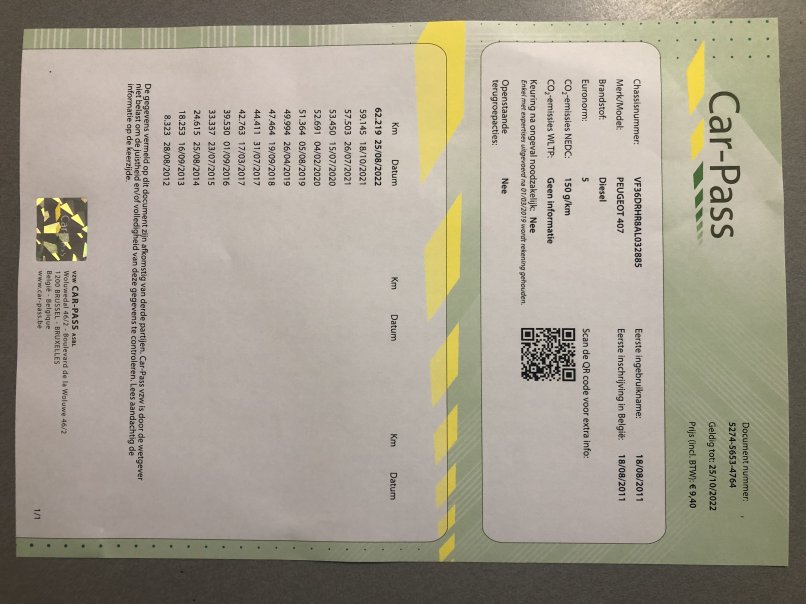 Car-Pass
Document nummer:
5274-5653-4764
Geldig tot: 25/10/2022
Prijs (incl. BTW): € 9,40
Chassisnummer: VF36DRHR8AL032885
Merk/Model: PEUGEOT 407
Brandstof: Diesel
Euronorm: 5
CO2-emissies NEDC: 150 g/kg
CO2-emissies WLTP: Geen informatie
Keuring na ongeval noodzakelijk: Nee
Enkel met expertises uitgevoerd na 01/03/2019 wordt rekening gehouden.
Openstaande Nee
terugroepacties:
Eerste ingebruikname: 18/08/2011
Eerste inschrijving in België: 18/08/2011
Scan de QR code voor extra info:
Km Datum Km Datum Km Datum
62.219 25/08/2022
59.145 18/10/2021
57.503 26/07/2021
53.450 15/07/2020
52.691 04/02/2020
51.364 05/08/2019
49.994 26/04/2019
47.464 19/09/2018
44.411 31/07/2017
42.763 17/03/2017
39.530 01/09/2016
33.337 23/07/2015
24.615 25/08/2014
18.253 16/09/2013
8.323 28/08/2012
De gegevens vermeld op dit document zijn afkomstig van derde partijen. Car-Pass vzw is door de wetgever
niet belast om de juistheid en/of volledigheid van deze gegevens te controleren. Lees aandachtig de
informatie op de keerzijde.
Car-Pass
vzw CAR-PASS ASBL
Woluwedal 46/2 - Boulevard de la Woluwe 46/2
1200 BRUSSEL - BRUXELLES
België - Belgique
www.car-pass.be
1/1